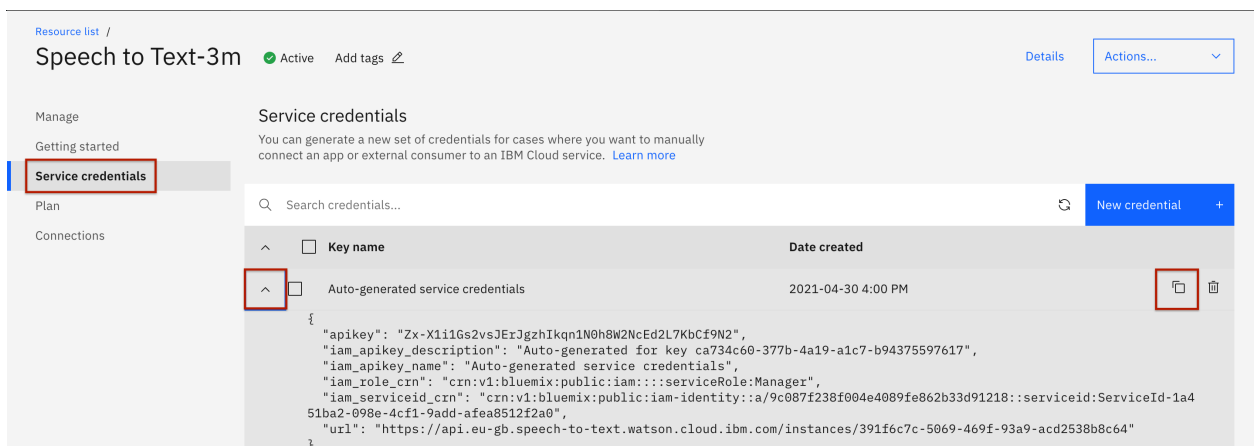 Resource list /
Speech to Text-3m Active Add tags Details Actions...
Manage
Getting started
Service credentials
Plan
Connections
Service credentials
You can generate a new set of credentials for cases where you want to manually
connect an app or external consumer to an IBM Cloud service. Learn more
Search credentials... New credential +
Key name Date created
Auto-generated service credentials 2021-04-30 4:00 PM
{
"apikey": "Zx-X1i1Gs2vsJErJgzhIkqn1N0h8W2NcEd2L7KbCf9N2",
"iam_apikey_description": "Auto-generated for key ca734c60-377b-4a19-a1c7-b94375597617",
"iam_apikey_name": "Auto-generated service credentials",
"iam_role_crn": "crn:v1:bluemix:public:iam::::serviceRole:Manager",
"iam_serviceid_crn": "crn:v1:bluemix:public:iam-identity::a/9c087f238f004e4089fe862b33d91218::serviceid:ServiceId-1a4
51ba2-098e-4cf1-9add-afea8512f2a0",
"url": "https://api.eu-gb.speech-to-text.watson.cloud.ibm.com/instances/391f6c7c-5069-469f-93a9-acd2538b8c64"
}